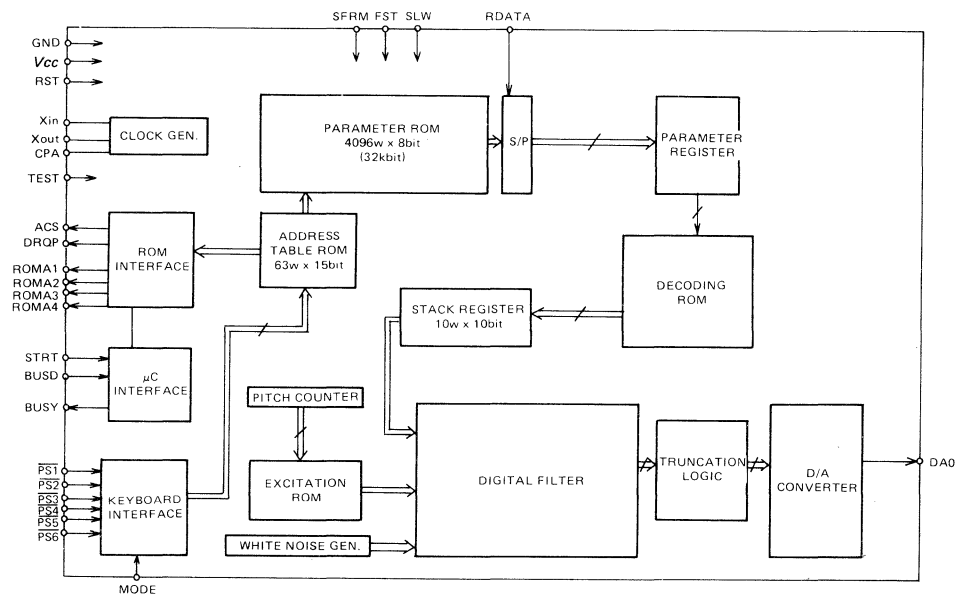 SFRM FST SLW RDATA
GND
Vcc
RST
Xin
Xout
CPA
CLOCK GEN.
TEST
PARAMETER ROM
4096w x 8bit
(32kbit)
S/P
PARAMETER
REGISTER
ACS
DRQP
ROMA1
ROMA2
ROMA3
ROMA4
ROM
INTERFACE
ADDRESS
TABLE ROM
63w x 15bit
DECODING
ROM
STACK REGISTER
10w x 10bit
STRT
BUSD
BUSY
μC
INTERFACE
PITCH COUNTER
EXCITATION
ROM
WHITE NOISE GEN.
DIGITAL FILTER
TRUNCATION
LOGIC
D/A
CONVERTER
DA0
PS1
PS2
PS3
PS4
PS5
PS6
KEYBOARD
INTERFACE
MODE